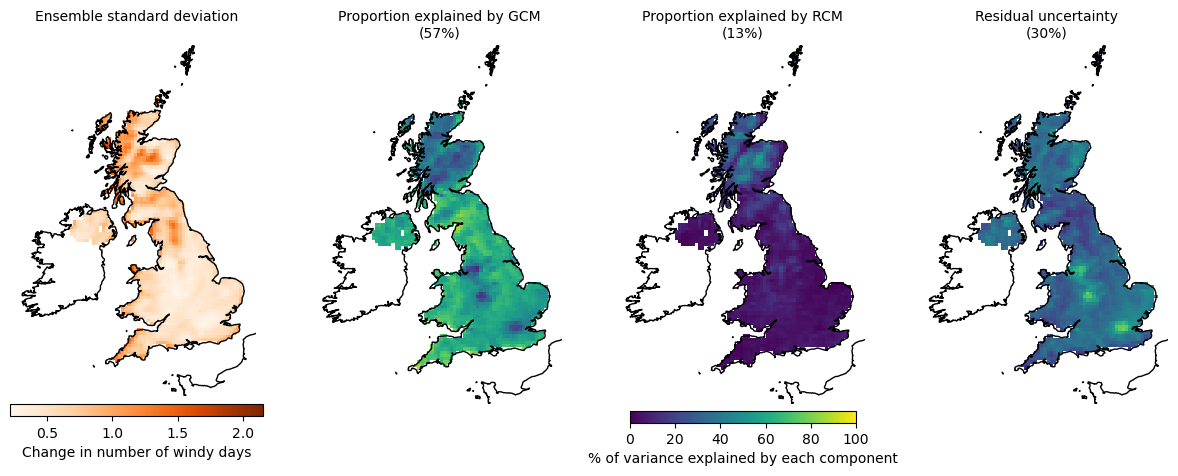 Ensemble standard deviation
Proportion explained by GCM
(57%)
Proportion explained by RCM
(13%)
Residual uncertainty
(30%)
0.5 1.0 1.5 2.0
Change in number of windy days
0 20 40 60 80 100
% of variance explained by each component